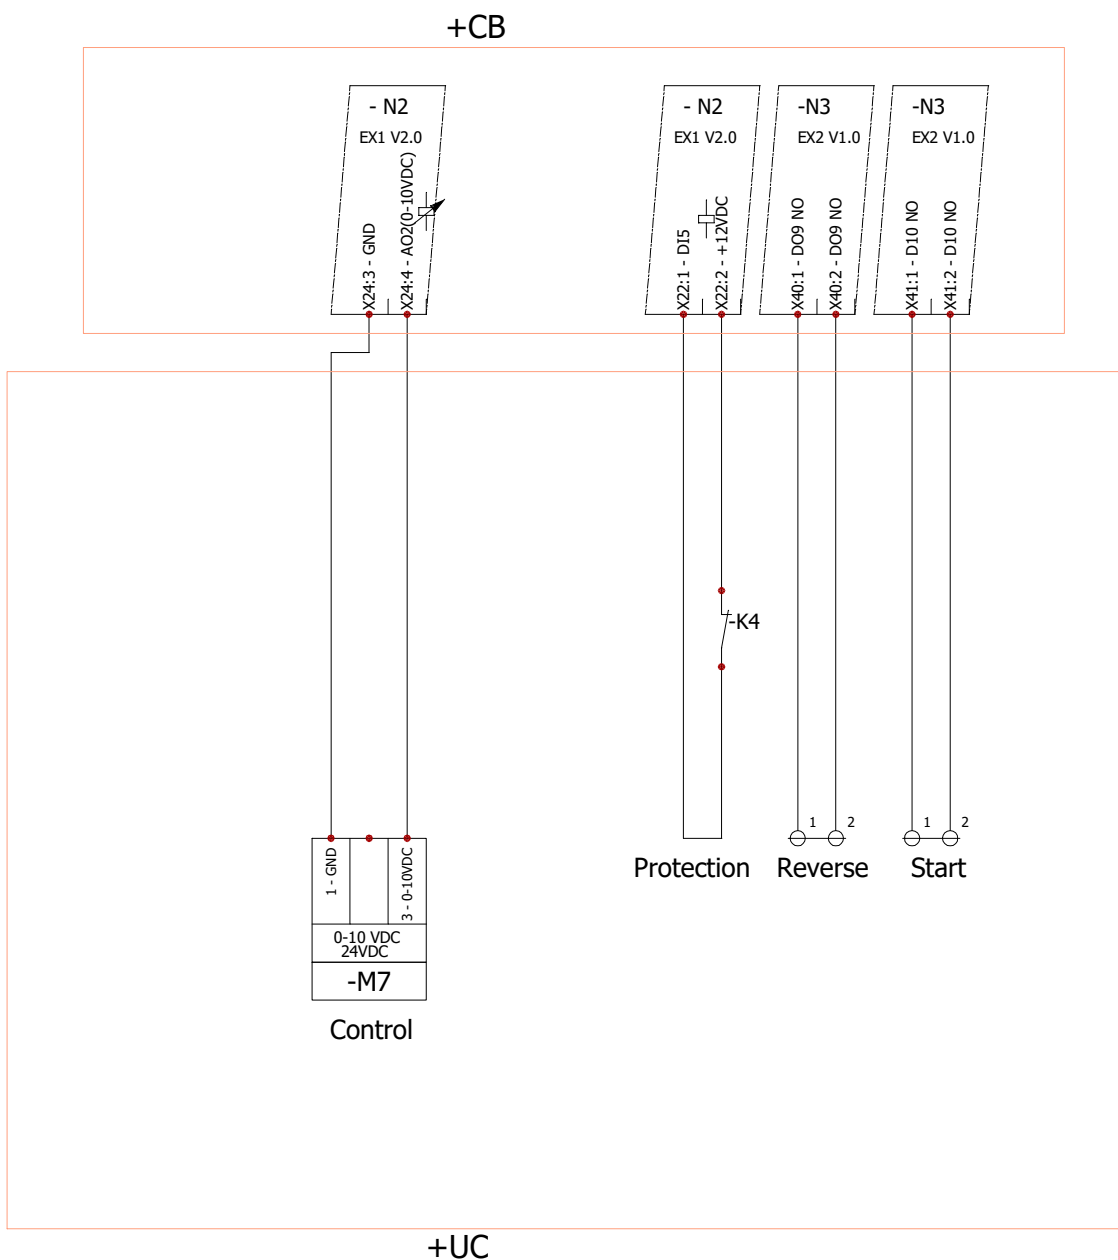 +CB
- N2
EX1 V2.0
X24:3 - GND
X24:4 - AO2(0-10VDC)
- N2
EX1 V2.0
X22:1 - DI5
X22:2 - +12VDC
-N3
EX2 V1.0
X40:1 - DO9 NO
X40:2 - DO9 NO
-N3
EX2 V1.0
X41:1 - D10 NO
X41:2 - D10 NO
-K4
1 - GND
3 - 0-10VDC
0-10 VDC
24VDC
-M7
Control
Protection
1
2
Reverse
1
2
Start
+UC